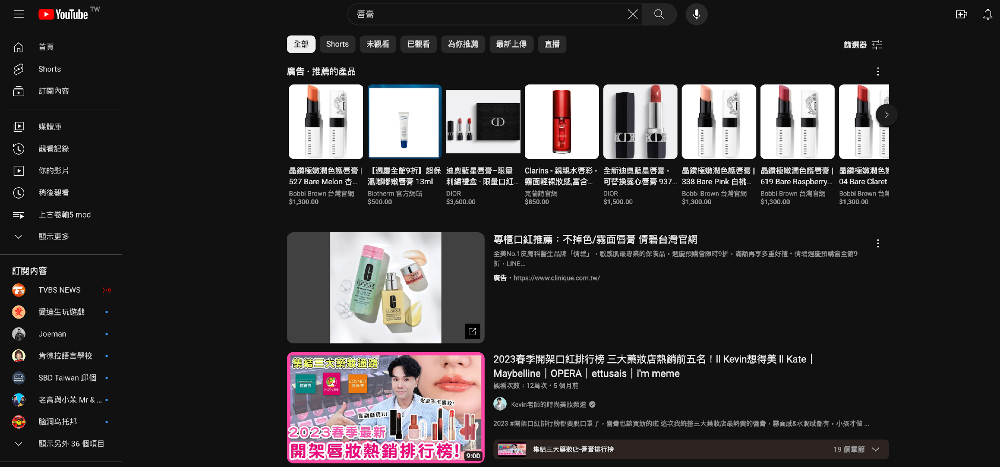 YouTube TW
唇膏
首頁
Shorts
訂閱內容
媒體庫
觀看記錄
你的影片
稍後觀看
上古卷軸5 mod
顯示更多
訂閱內容
TVBS NEWS
愛迪生玩遊戲
Joeman
肯德拉語言學校
SBD Taiwan 邱個
老高與小茉 Mr & ...
脑洞乌托邦
顯示另外 36 個項目
全部
Shorts
未觀看
已觀看
為你推薦
最新上傳
直播
篩選器
廣告 · 推薦的產品
晶鑽極嫩潤色護唇膏 |
527 Bare Melon 杏...
Bobbi Brown 台灣官網
$1,300.00
【週慶全館9折】超保
濕嘟嘟嫩唇膏 13ml
Biotherm 官方網站
$500.00
迪奧藍星唇膏–限量
刺繡禮盒 - 限量口紅...
DIOR
$3,600.00
Clarins - 親親水唇彩 -
霧面輕裸妝感,富含...
克蘭詩官網
$850.00
全新迪奧藍星唇膏 -
可替換蕊心唇膏 937...
DIOR
$1,500.00
晶鑽極嫩潤色護唇膏 |
338 Bare Pink 白桃...
Bobbi Brown 台灣官網
$1,300.00
晶鑽極嫩潤色護唇膏 |
619 Bare Raspberry...
Bobbi Brown 台灣官網
$1,300.00
晶鑽極嫩潤色
04 Bare Claret
Bobbi Brown 台
$1,300.00
CLINIQUE
CLINIQUE
CLINIQUE
專櫃口紅推薦：不掉色/霧面唇膏 倩碧台灣官網
全美No.1皮膚科醫生品牌「倩碧」，敏感肌最專業的保養品，週慶預購會限時9折，滿額再享多重好禮。倩碧週慶預購會全館9
折，LINE...
廣告 · https://www.clinique.com.tw/
集結三大藥妝通路
watsons
屈臣氏
POYA寶雅
COSMED
康是美
完全不卡唇紋!
賣到斷貨!!!
2023春季最新
開架唇妝熱銷排行榜!
9:00
2023春季開架口紅排行榜 三大藥妝店熱銷前五名！ll Kevin想得美 ll Kate｜
Maybelline｜OPERA｜ettusais｜i'm meme
觀看次數：12萬次 · 5 個月前
Kevin老師的時尚美妝頻道
2023 #開架口紅排行榜都要脫口罩了，唇膏也該買新的啦 這次我統整三大藥妝店最熱賣的唇膏，霧面感&水潤感都有，小孩才做 ...
集結三大藥妝店-唇膏排行榜
19 個章節